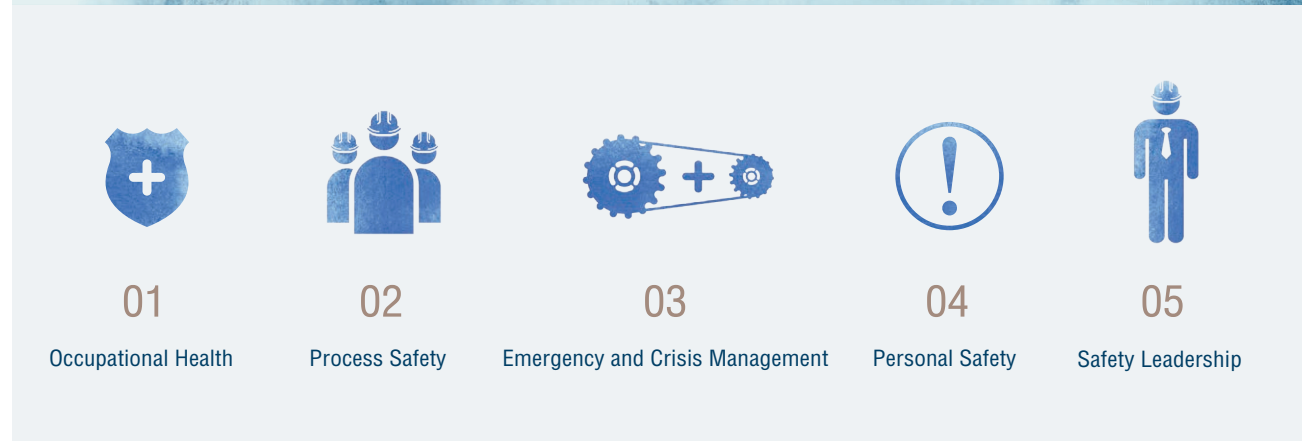 01
Occupational Health
02
Process Safety
03
Emergency and Crisis Management
04
Personal Safety
05
Safety Leadership